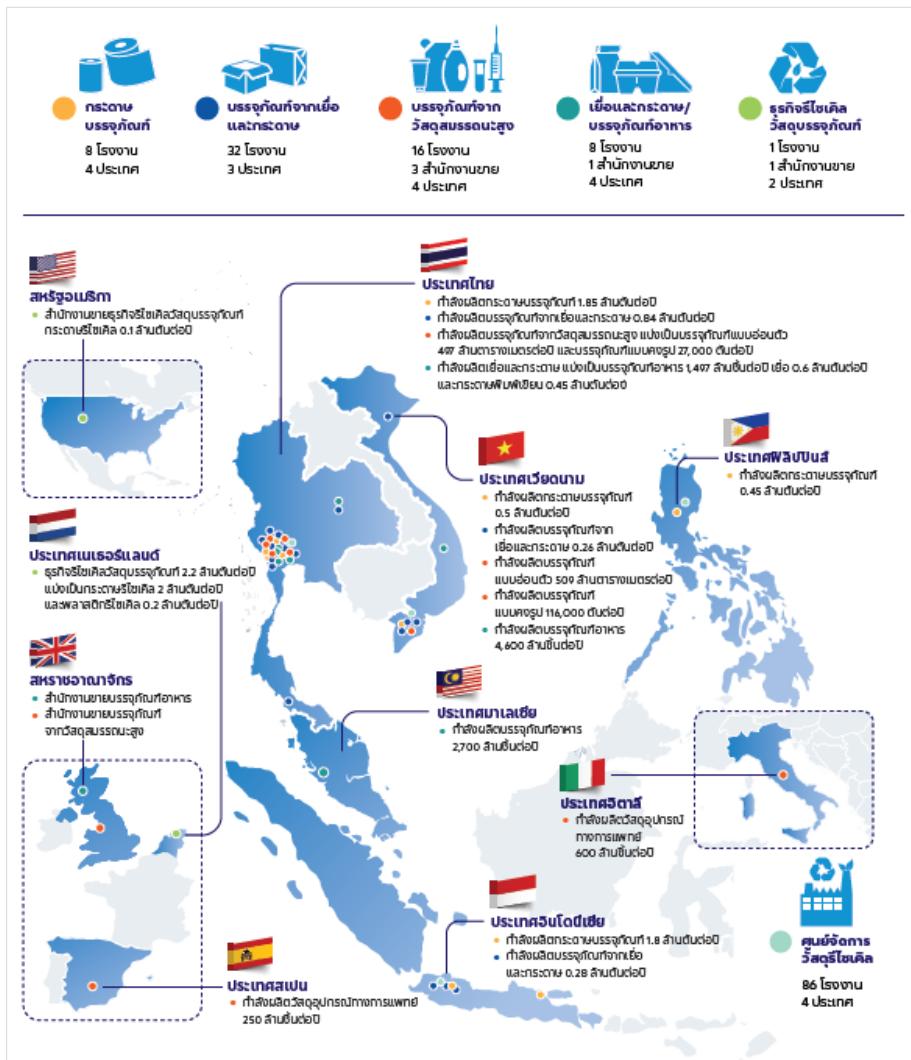 กระดาษ
บรรจุภัณฑ์
8 โรงงาน
4 ประเทศ
บรรจุภัณฑ์จากเยื่อ
และกระดาษ
32 โรงงาน
3 ประเทศ
บรรจุภัณฑ์จาก
วัสดุสมรรถนะสูง
16 โรงงาน
3 สำนักงานขาย
4 ประเทศ
เยื่อและกระดาษ/
บรรจุภัณฑ์อาหาร
8 โรงงาน
1 สำนักงานขาย
4 ประเทศ
ธุรกิจรีไซเคิล
วัสดุบรรจุภัณฑ์
1 โรงงาน
1 สำนักงานขาย
2 ประเทศ
สหรัฐอเมริกา
สำนักงานขายธุรกิจรีไซเคิลวัสดุบรรจุภัณฑ์
กระดาษรีไซเคิล 0.1 ล้านตันต่อปี
ประเทศไทย
กำลังผลิตกระดาษบรรจุภัณฑ์ 1.85 ล้านตันต่อปี
กำลังผลิตบรรจุภัณฑ์จากเยื่อและกระดาษ 0.84 ล้านตันต่อปี
กำลังผลิตบรรจุภัณฑ์จากวัสดุสมรรถนะสูง แบ่งเป็นบรรจุภัณฑ์แบบอ่อนตัว
497 ล้านตารางเมตรต่อปี และบรรจุภัณฑ์แบบคงรูป 27,000 ตันต่อปี
กำลังผลิตเยื่อและกระดาษ แบ่งเป็นบรรจุภัณฑ์อาหาร 1,497 ล้านชิ้นต่อปี เยื่อ 0.6 ล้านตันต่อปี
และกระดาษพิมพ์เขียน 0.45 ล้านตันต่อปี
ประเทศเวียดนาม
กำลังผลิตกระดาษบรรจุภัณฑ์
0.5 ล้านตันต่อปี
กำลังผลิตบรรจุภัณฑ์จาก
เยื่อและกระดาษ 0.26 ล้านตันต่อปี
กำลังผลิตบรรจุภัณฑ์
แบบอ่อนตัว 509 ล้านตารางเมตรต่อปี
กำลังผลิตบรรจุภัณฑ์
แบบคงรูป 116,000 ตันต่อปี
กำลังผลิตบรรจุภัณฑ์อาหาร
4,600 ล้านชิ้นต่อปี
ประเทศฟิลิปปินส์
กำลังผลิตกระดาษบรรจุภัณฑ์
0.45 ล้านตันต่อปี
ประเทศเนเธอร์แลนด์
ธุรกิจรีไซเคิลวัสดุบรรจุภัณฑ์ 2.2 ล้านตันต่อปี
แบ่งเป็นกระดาษรีไซเคิล 2 ล้านตันต่อปี
และพลาสติกรีไซเคิล 0.2 ล้านตันต่อปี
สหราชอาณาจักร
สำนักงานขายบรรจุภัณฑ์อาหาร
สำนักงานขายบรรจุภัณฑ์
จากวัสดุสมรรถนะสูง
ประเทศมาเลเซีย
กำลังผลิตบรรจุภัณฑ์อาหาร
2,700 ล้านชิ้นต่อปี
ประเทศอิตาลี
กำลังผลิตวัสดุอุปกรณ์
ทางการแพทย์
600 ล้านชิ้นต่อปี
ประเทศอินโดนีเซีย
กำลังผลิตกระดาษบรรจุภัณฑ์ 1.8 ล้านตันต่อปี
กำลังผลิตบรรจุภัณฑ์จากเยื่อ
และกระดาษ 0.28 ล้านตันต่อปี
ประเทศสเปน
กำลังผลิตวัสดุอุปกรณ์ทางการแพทย์
250 ล้านชิ้นต่อปี
ศูนย์จัดการ
วัสดุรีไซเคิล
86 โรงงาน
4 ประเทศ